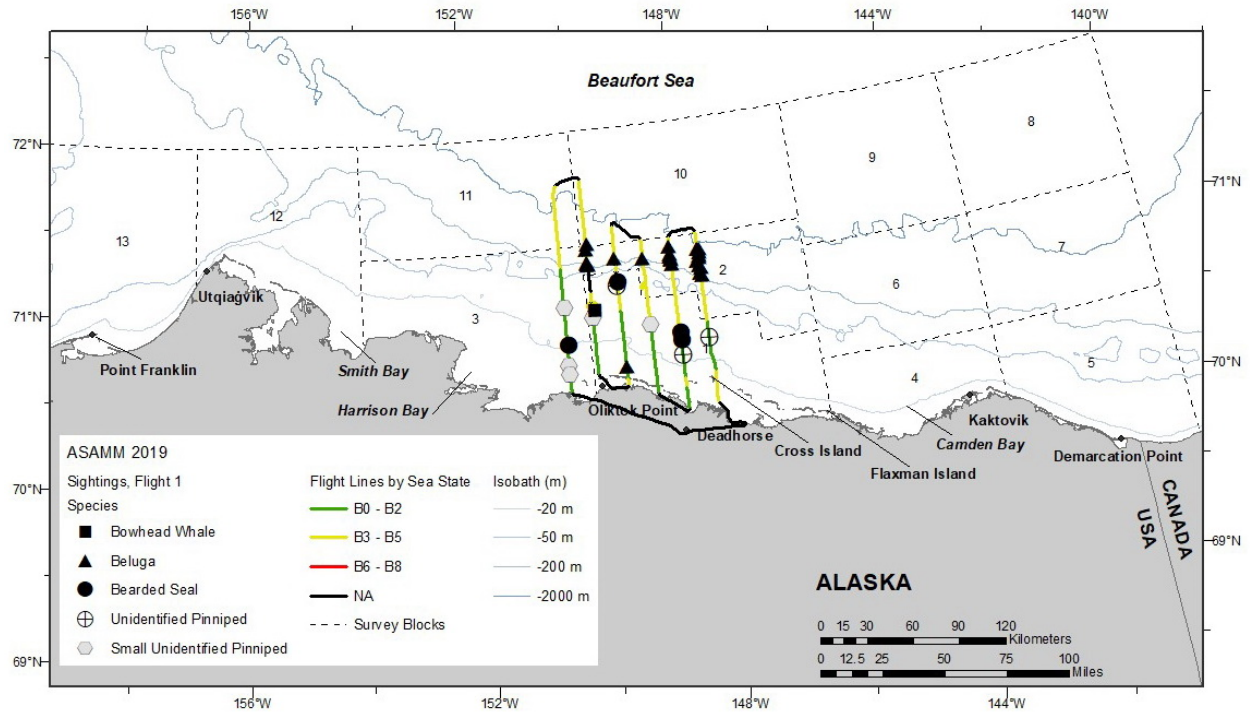 156°W 152°W 148°W 144°W 140°W
Beaufort Sea
72°N
71°N
71°N
70°N
70°N
69°N
69°N
8
9
10
11
12
13
7
2
6
3
5
4
Utqiaġvik
Point Franklin
Smith Bay
Harrison Bay
Oliktok Point
Deadhorse
Cross Island
Flaxman Island
Camden Bay
Kaktovik
Demarcation Point
CANADA
USA
ALASKA
ASAMM 2019
Sightings, Flight 1
Species
Bowhead Whale
Beluga
Bearded Seal
Unidentified Pinniped
Small Unidentified Pinniped
Flight Lines by Sea State
B0 - B2
B3 - B5
B6 - B8
NA
Survey Blocks
Isobath (m)
-20 m
-50 m
-200 m
-2000 m
0 15 30 60 90 120
Kilometers
0 12.5 25 50 75 100
Miles
156°W 152°W 148°W 144°W